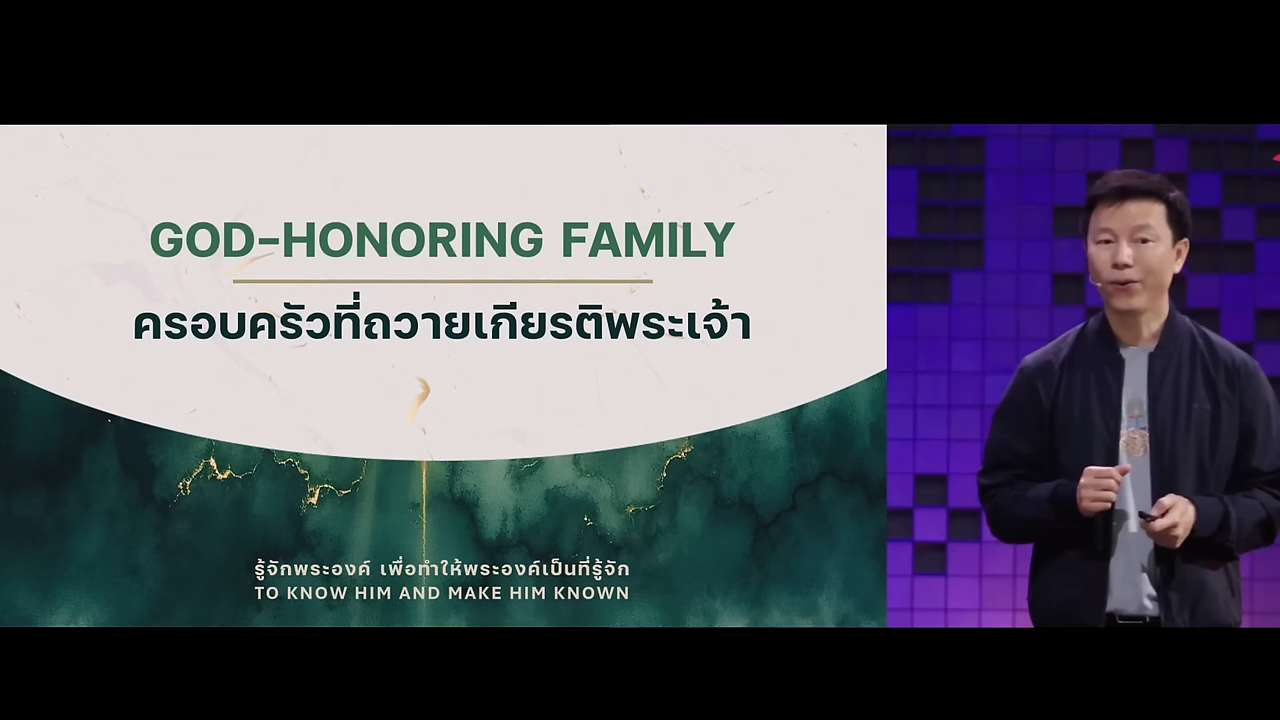 GOD-HONORING FAMILY
ครอบครัวที่ถวายเกียรติพระเจ้า
รู้จักพระองค์ เพื่อทำให้พระองค์เป็นที่รู้จัก
TO KNOW HIM AND MAKE HIM KNOWN